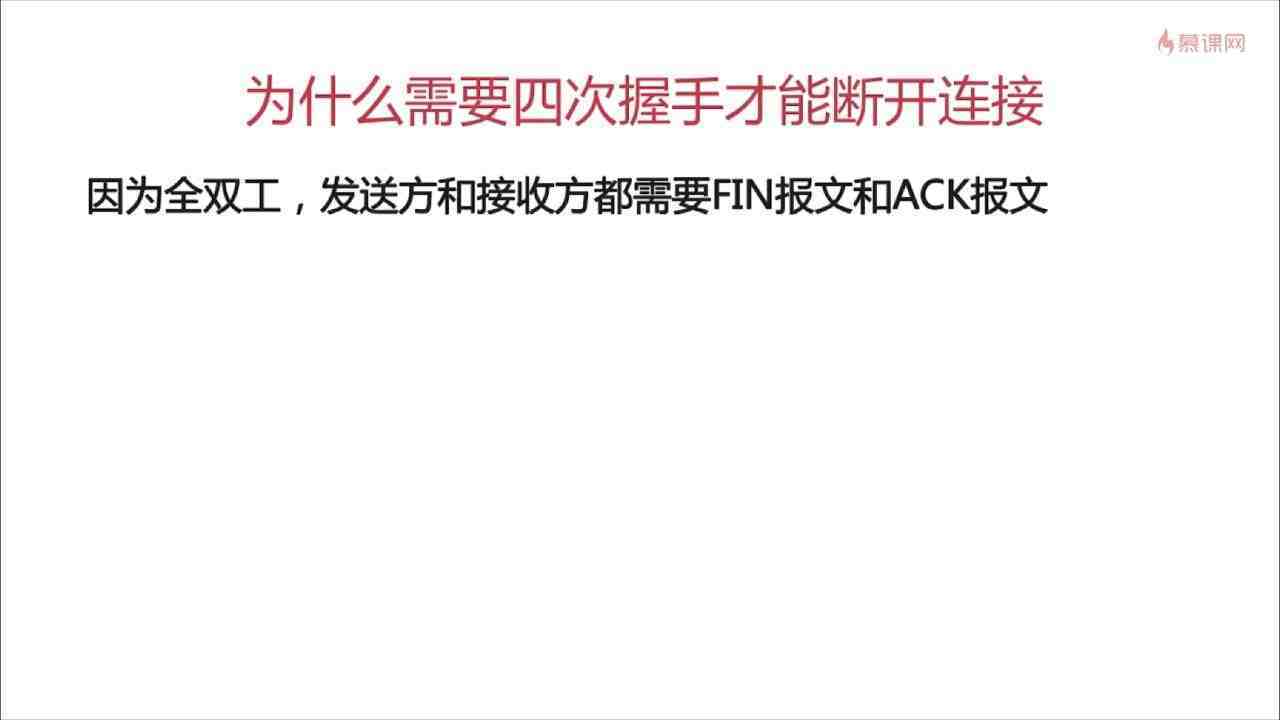 慕课网
为什么需要四次握手才能断开连接
因为全双工，发送方和接收方都需要FIN报文和ACK报文